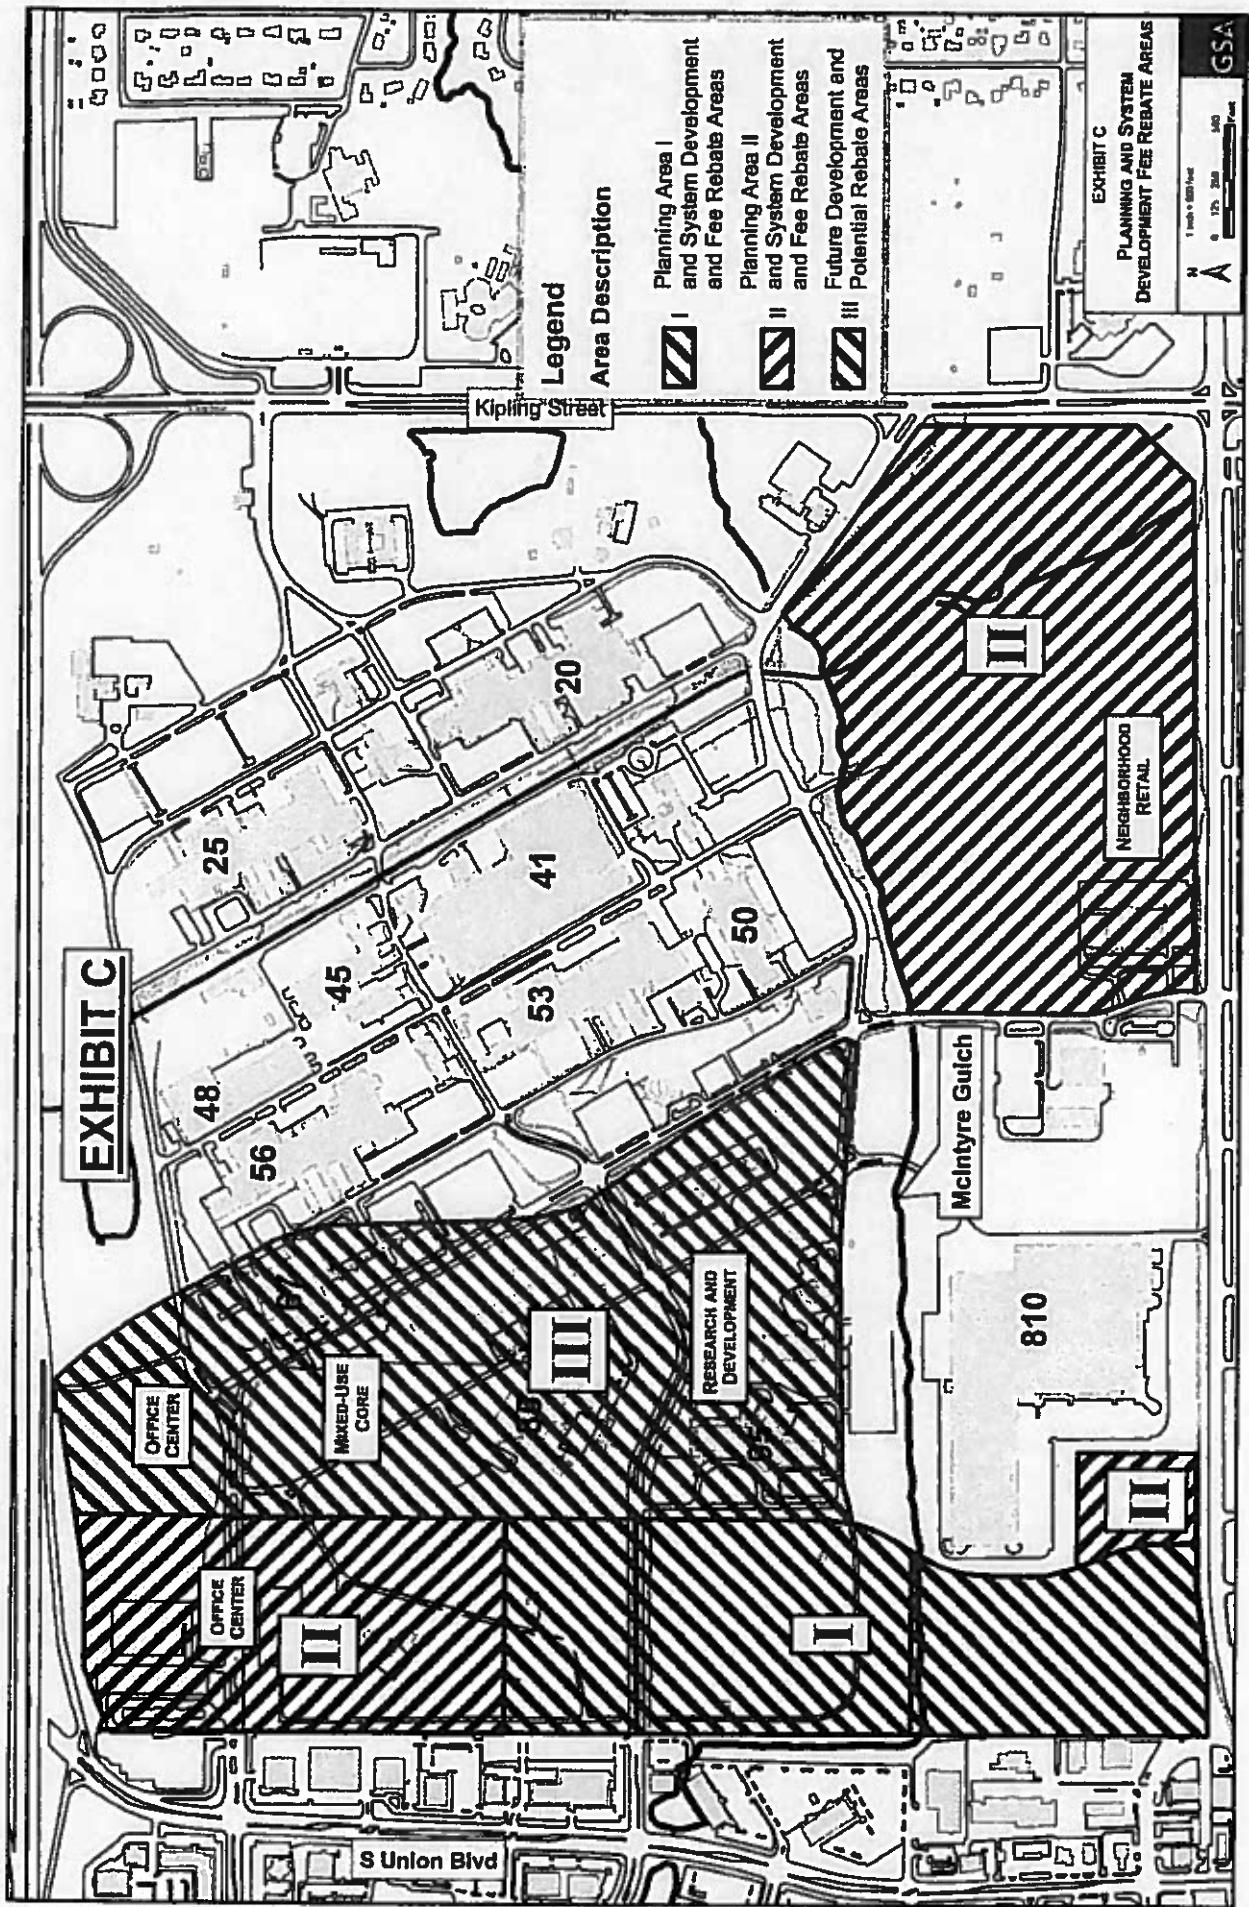 EXHIBIT C
Legend
Area Description
I
Planning Area I
and System Development
and Fee Rebate Areas
II
Planning Area II
and System Development
and Fee Rebate Areas
III
Future Development and
Potential Rebate Areas
EXHIBIT C
PLANNING AND SYSTEM
DEVELOPMENT FEE REBATE AREAS
N
Feet
GSA
Kipling Street
25
20
48
45
41
56
53
50
OFFICE
CENTER
MIXED-USE
CORE
III
RESEARCH AND
DEVELOPMENT
95
OFFICE
CENTER
II
I
II
NEIGHBORHOOD
RETAIL
McIntyre Gulch
810
II
S Union Blvd